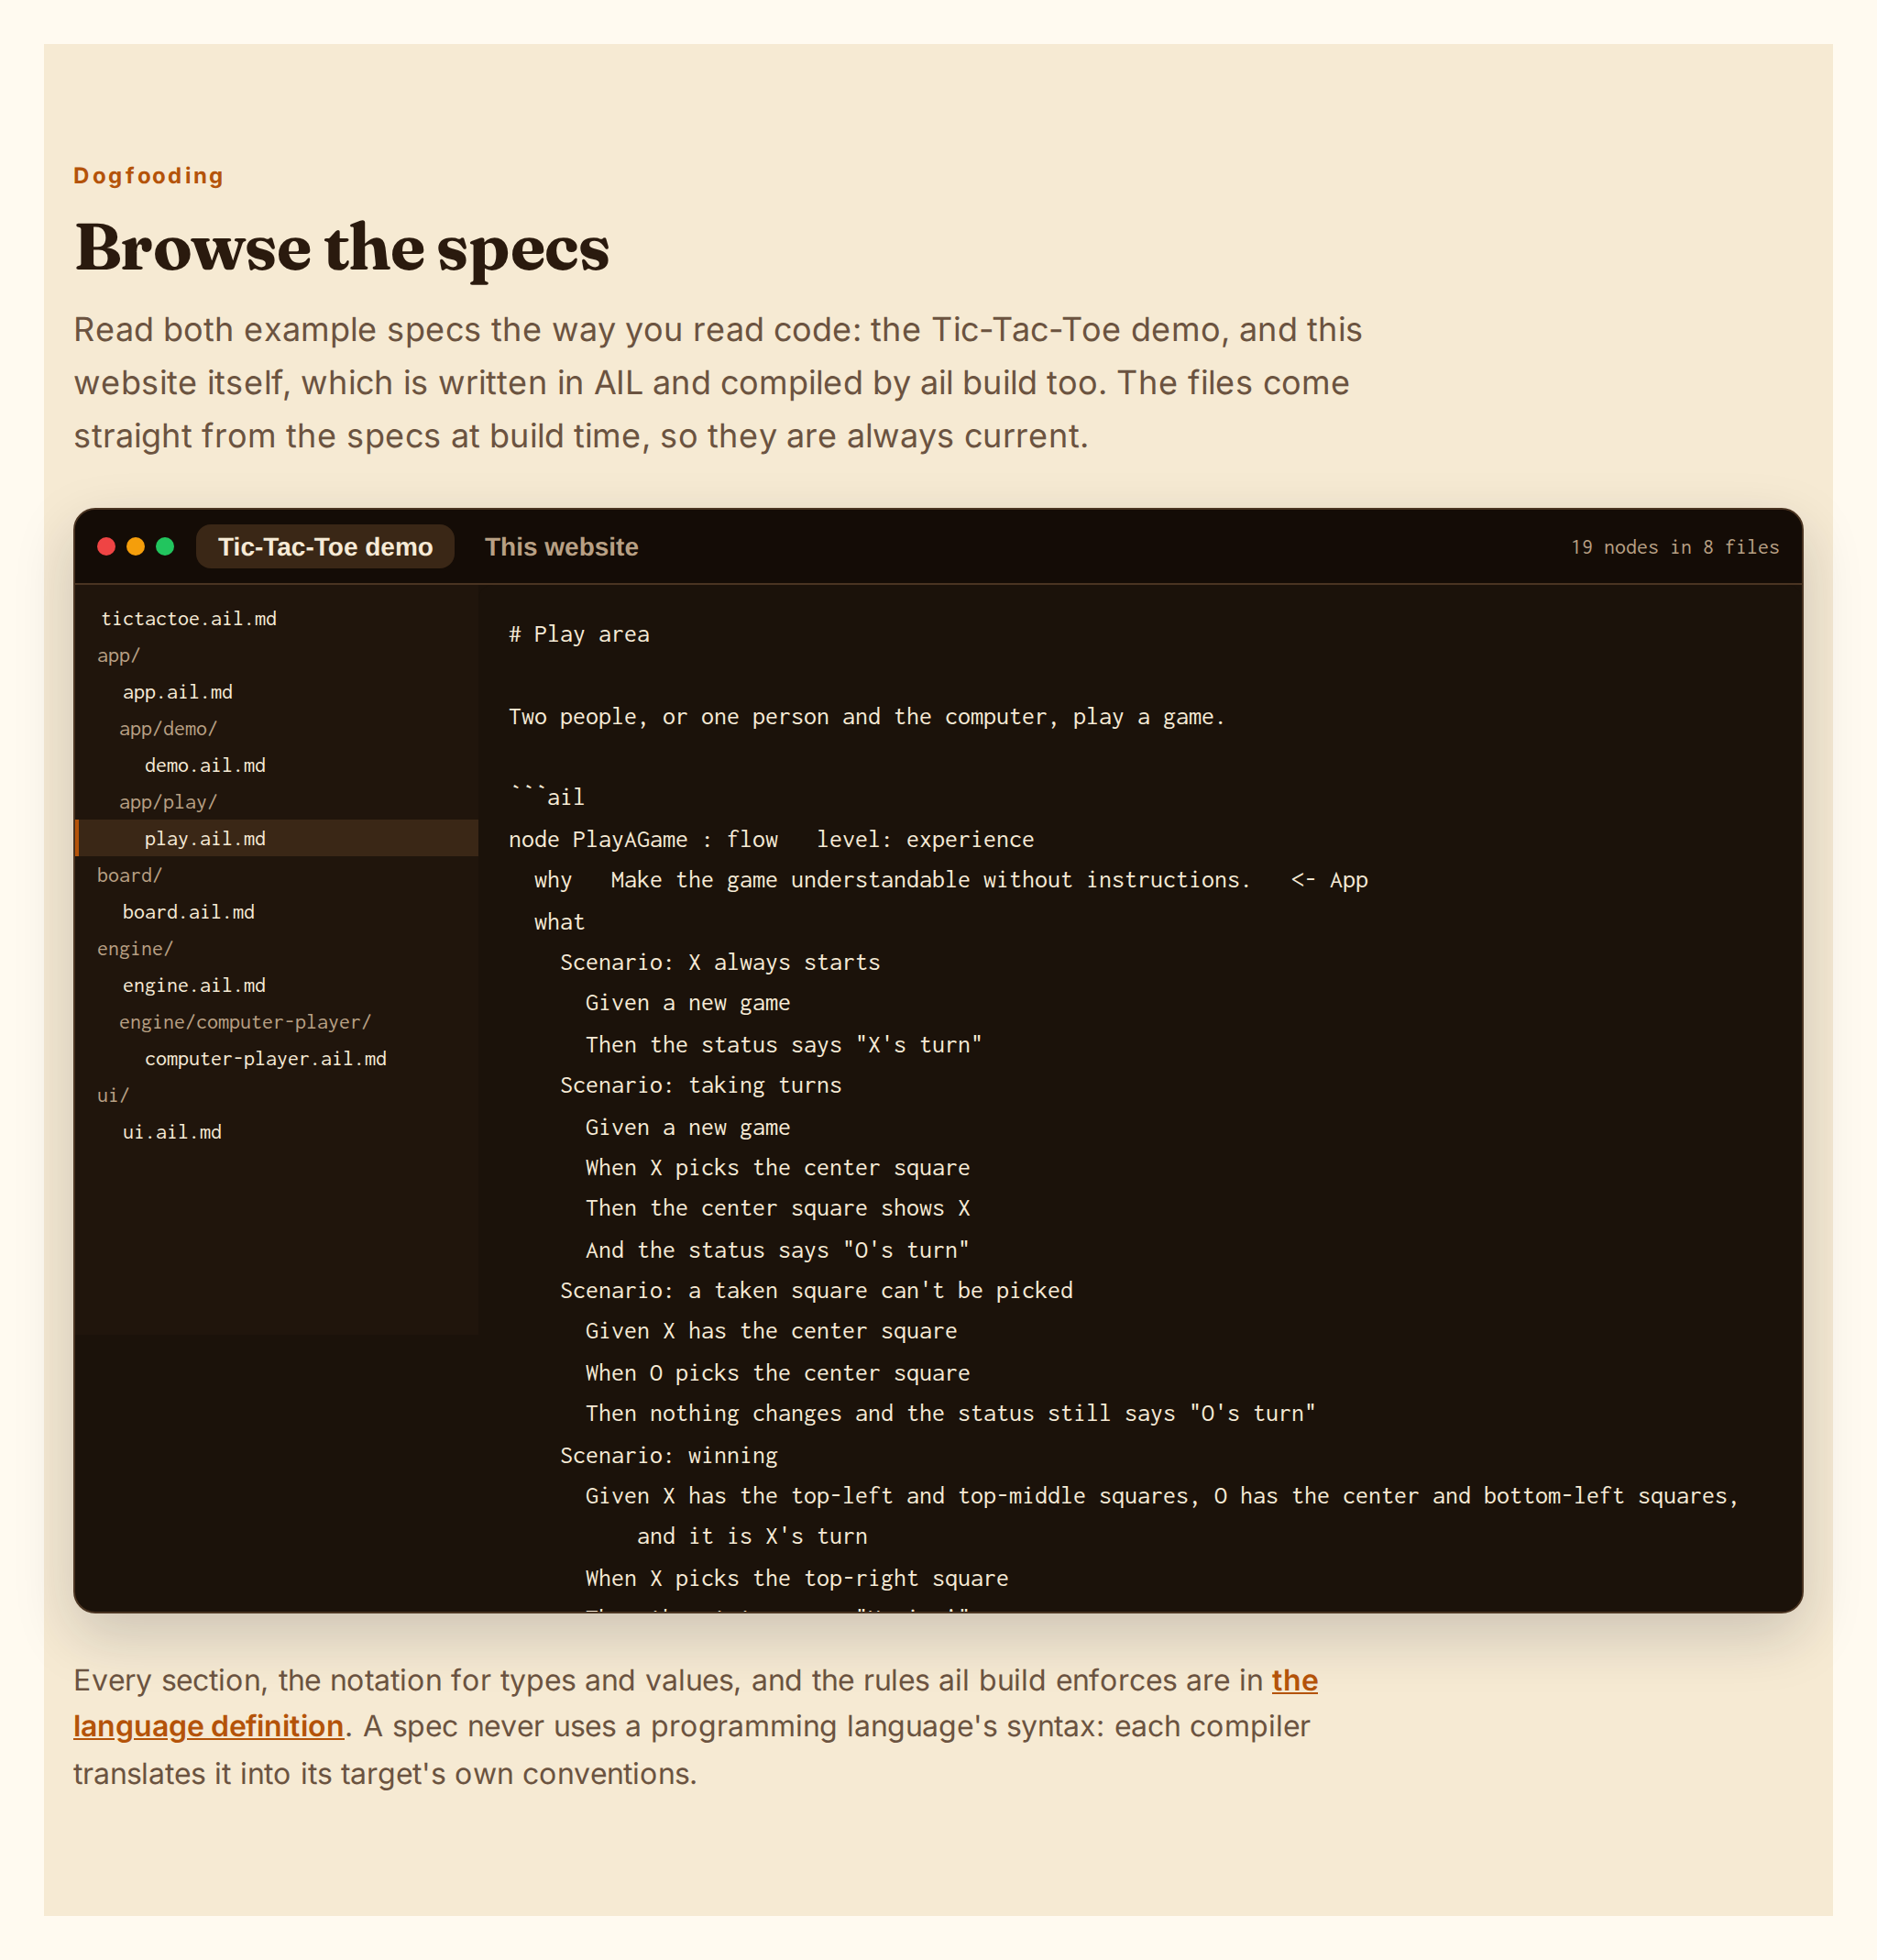 Dogfooding
Browse the specs
Read both example specs the way you read code: the Tic-Tac-Toe demo, and this
website itself, which is written in AIL and compiled by ail build too. The files come
straight from the specs at build time, so they are always current.
Tic-Tac-Toe demo
This website
19 nodes in 8 files
tictactoe.ail.md
app/
app.ail.md
app/demo/
demo.ail.md
app/play/
play.ail.md
board/
board.ail.md
engine/
engine.ail.md
engine/computer-player/
computer-player.ail.md
ui/
ui.ail.md
# Play area
Two people, or one person and the computer, play a game.
```ail
node PlayAGame : flow   level: experience
  why   Make the game understandable without instructions.   <- App
  what
    Scenario: X always starts
      Given a new game
      Then the status says "X's turn"
    Scenario: taking turns
      Given a new game
      When X picks the center square
      Then the center square shows X
      And the status says "O's turn"
    Scenario: a taken square can't be picked
      Given X has the center square
      When O picks the center square
      Then nothing changes and the status still says "O's turn"
    Scenario: winning
      Given X has the top-left and top-middle squares, O has the center and bottom-left squares,
          and it is X's turn
      When X picks the top-right square
Every section, the notation for types and values, and the rules ail build enforces are in the
language definition. A spec never uses a programming language's syntax: each compiler
translates it into its target's own conventions.